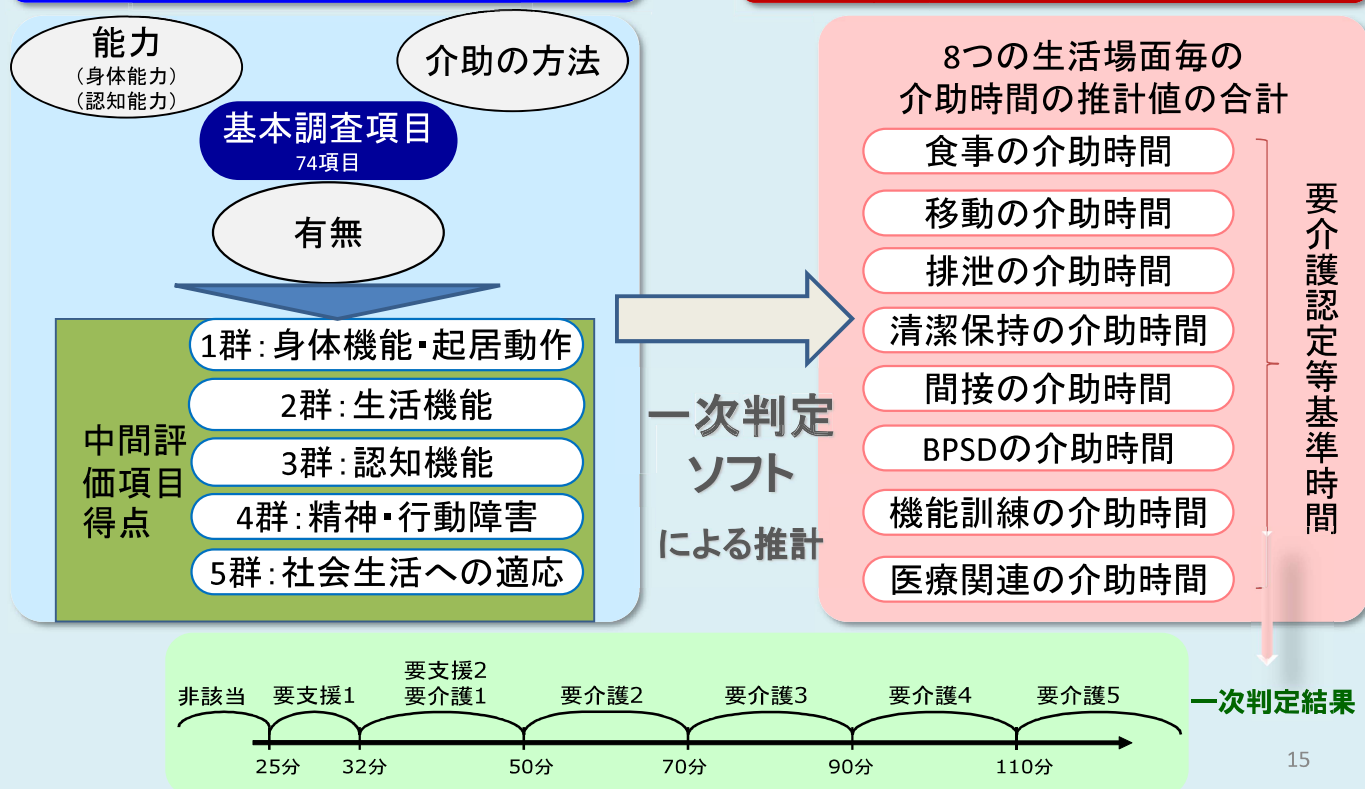 能力
（身体能力）
（認知能力）
介助の方法
基本調査項目
74項目
有無
中間評
価項目
得点
1群：身体機能・起居動作
2群：生活機能
3群：認知機能
4群：精神・行動障害
5群：社会生活への適応
一次判定
ソフト
による推計
8つの生活場面毎の
介助時間の推計値の合計
食事の介助時間
移動の介助時間
排泄の介助時間
清潔保持の介助時間
間接の介助時間
BPSDの介助時間
機能訓練の介助時間
医療関連の介助時間
要介護認定等基準時間
一次判定結果
非該当
要支援1
要支援2
要介護1
要介護2
要介護3
要介護4
要介護5
25分
32分
50分
70分
90分
110分
15